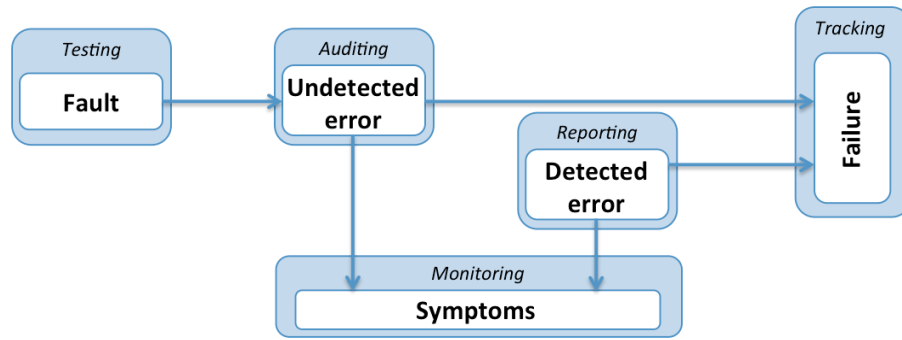 Testing
Fault
Auditing
Undetected
error
Reporting
Detected
error
Tracking
Failure
Monitoring
Symptoms